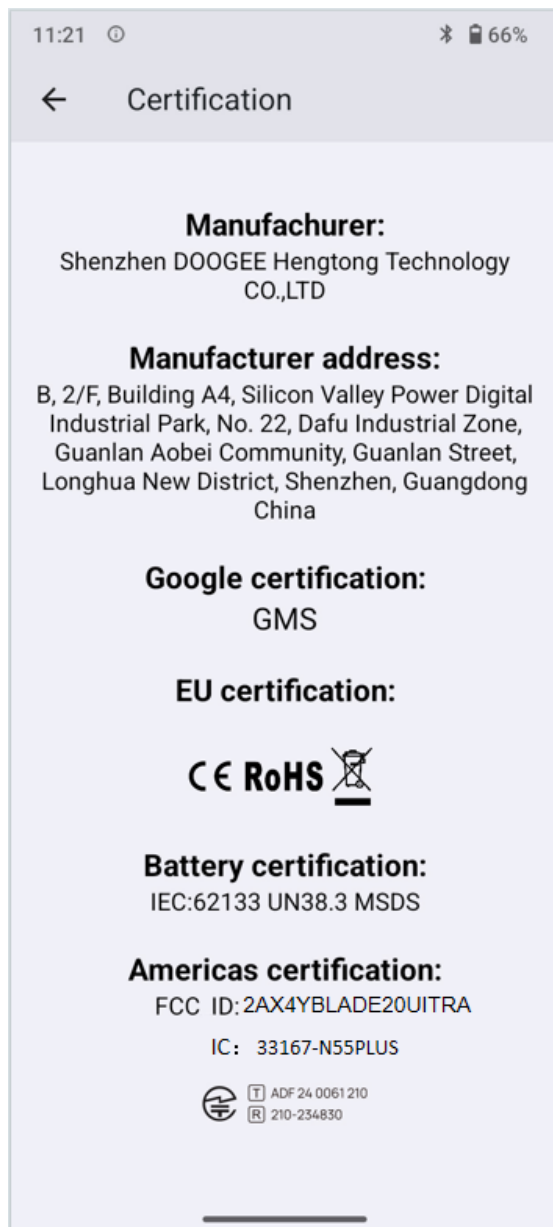 11:21 66%
Certification
Manufachurer:
Shenzhen DOOGEE Hengtong Technology
CO.,LTD
Manufacturer address:
B, 2/F, Building A4, Silicon Valley Power Digital
Industrial Park, No. 22, Dafu Industrial Zone,
Guanlan Aobei Community, Guanlan Street,
Longhua New District, Shenzhen, Guangdong
China
Google certification:
GMS
EU certification:
CE RoHS
Battery certification:
IEC:62133 UN38.3 MSDS
Americas certification:
FCC ID: 2AX4YBLADE20UITRA
IC: 33167-N55PLUS
T ADF 24 0061 210
R 210-234830